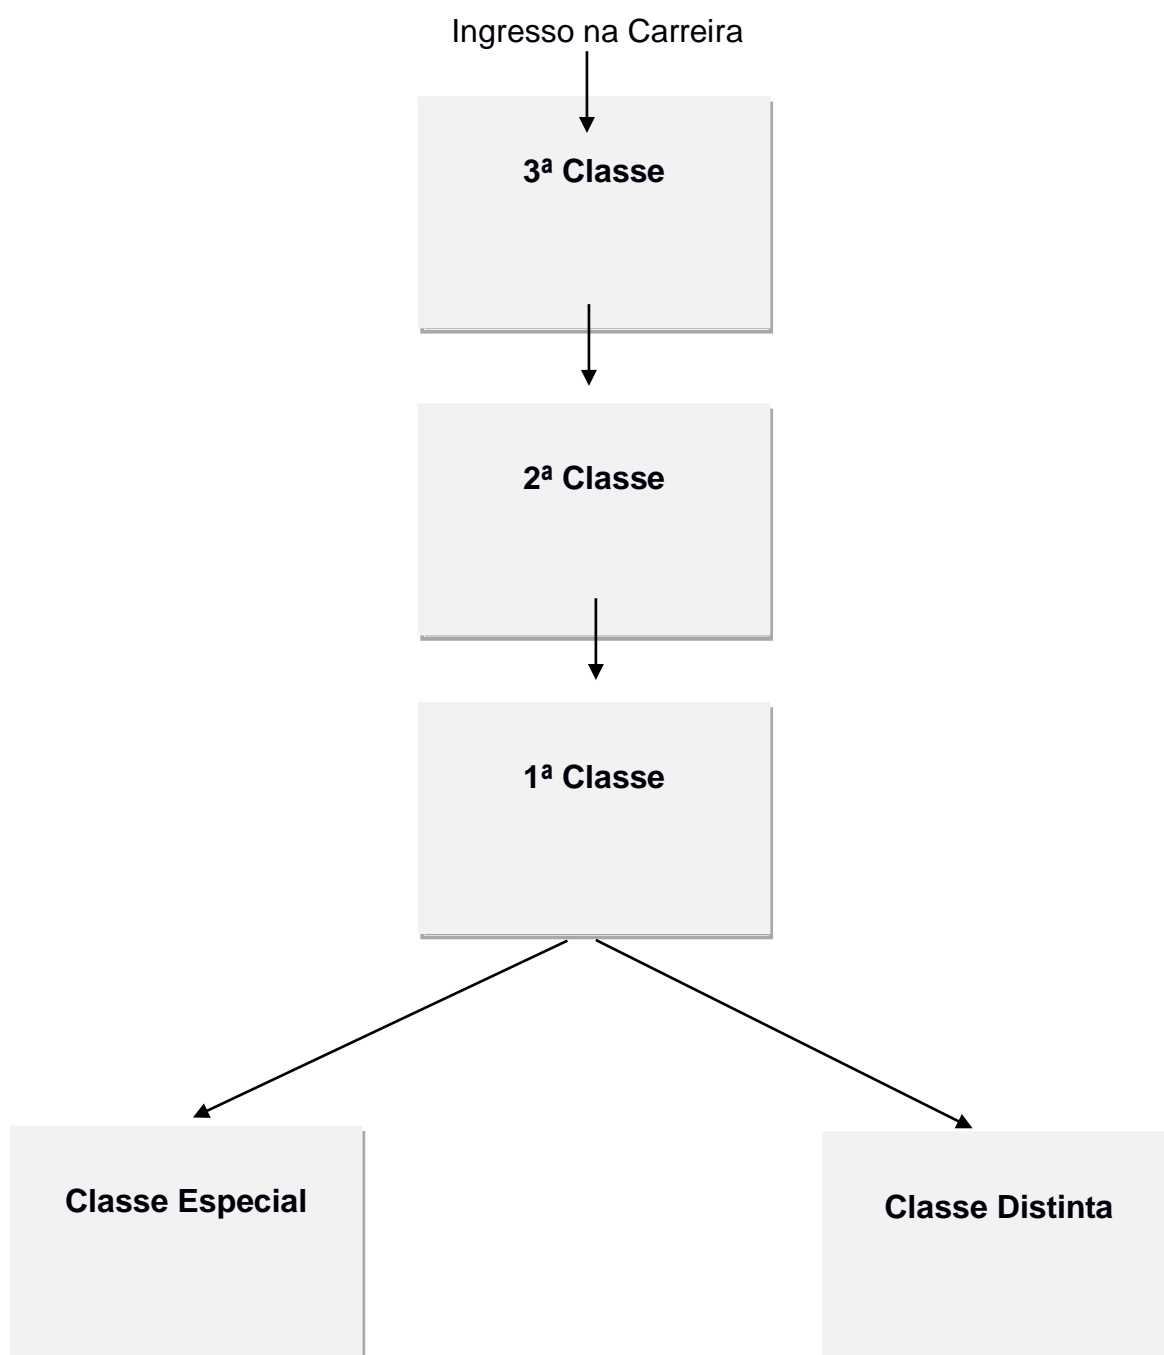 Ingresso na Carreira
3ª Classe
2ª Classe
1ª Classe
Classe Especial
Classe Distinta